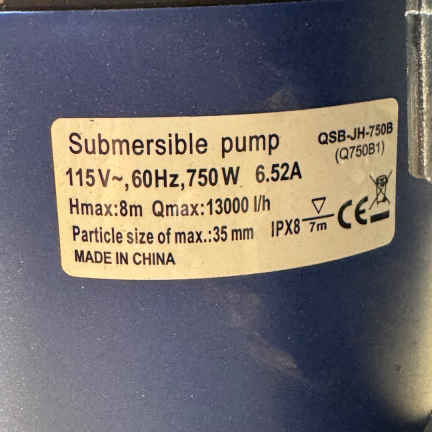 Submersible pump QSB-JH-750B
(Q750B1)
115V~,60Hz,750W 6.52A
Hmax:8m Qmax:13000 l/h
Particle size of max.:35 mm IPX8 7m CE
MADE IN CHINA